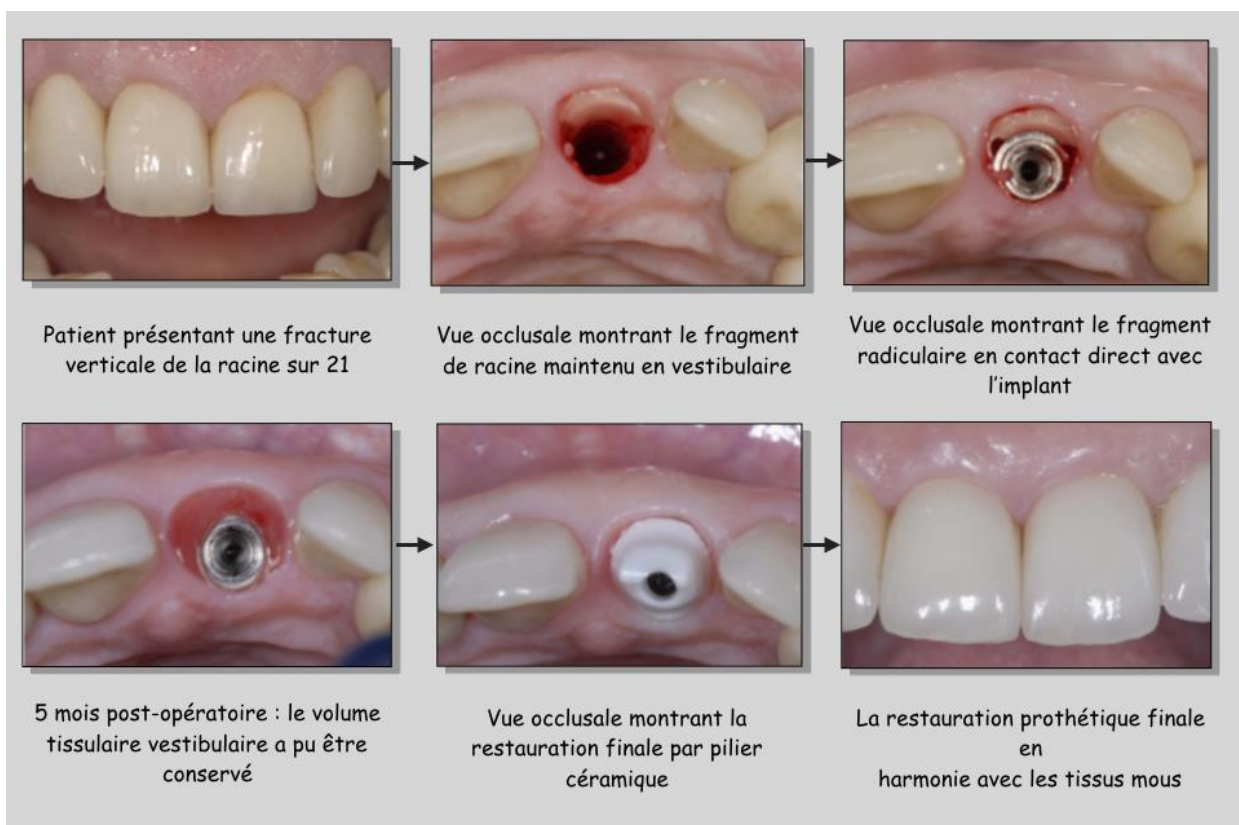 Patient présentant une fracture
verticale de la racine sur 21
Vue occlusale montrant le fragment
de racine maintenu en vestibulaire
Vue occlusale montrant le fragment
radiculaire en contact direct avec
l'implant
5 mois post-opératoire : le volume
tissulaire vestibulaire a pu être
conservé
Vue occlusale montrant la
restauration finale par pilier
céramique
La restauration prothétique finale
en
harmonie avec les tissus mous